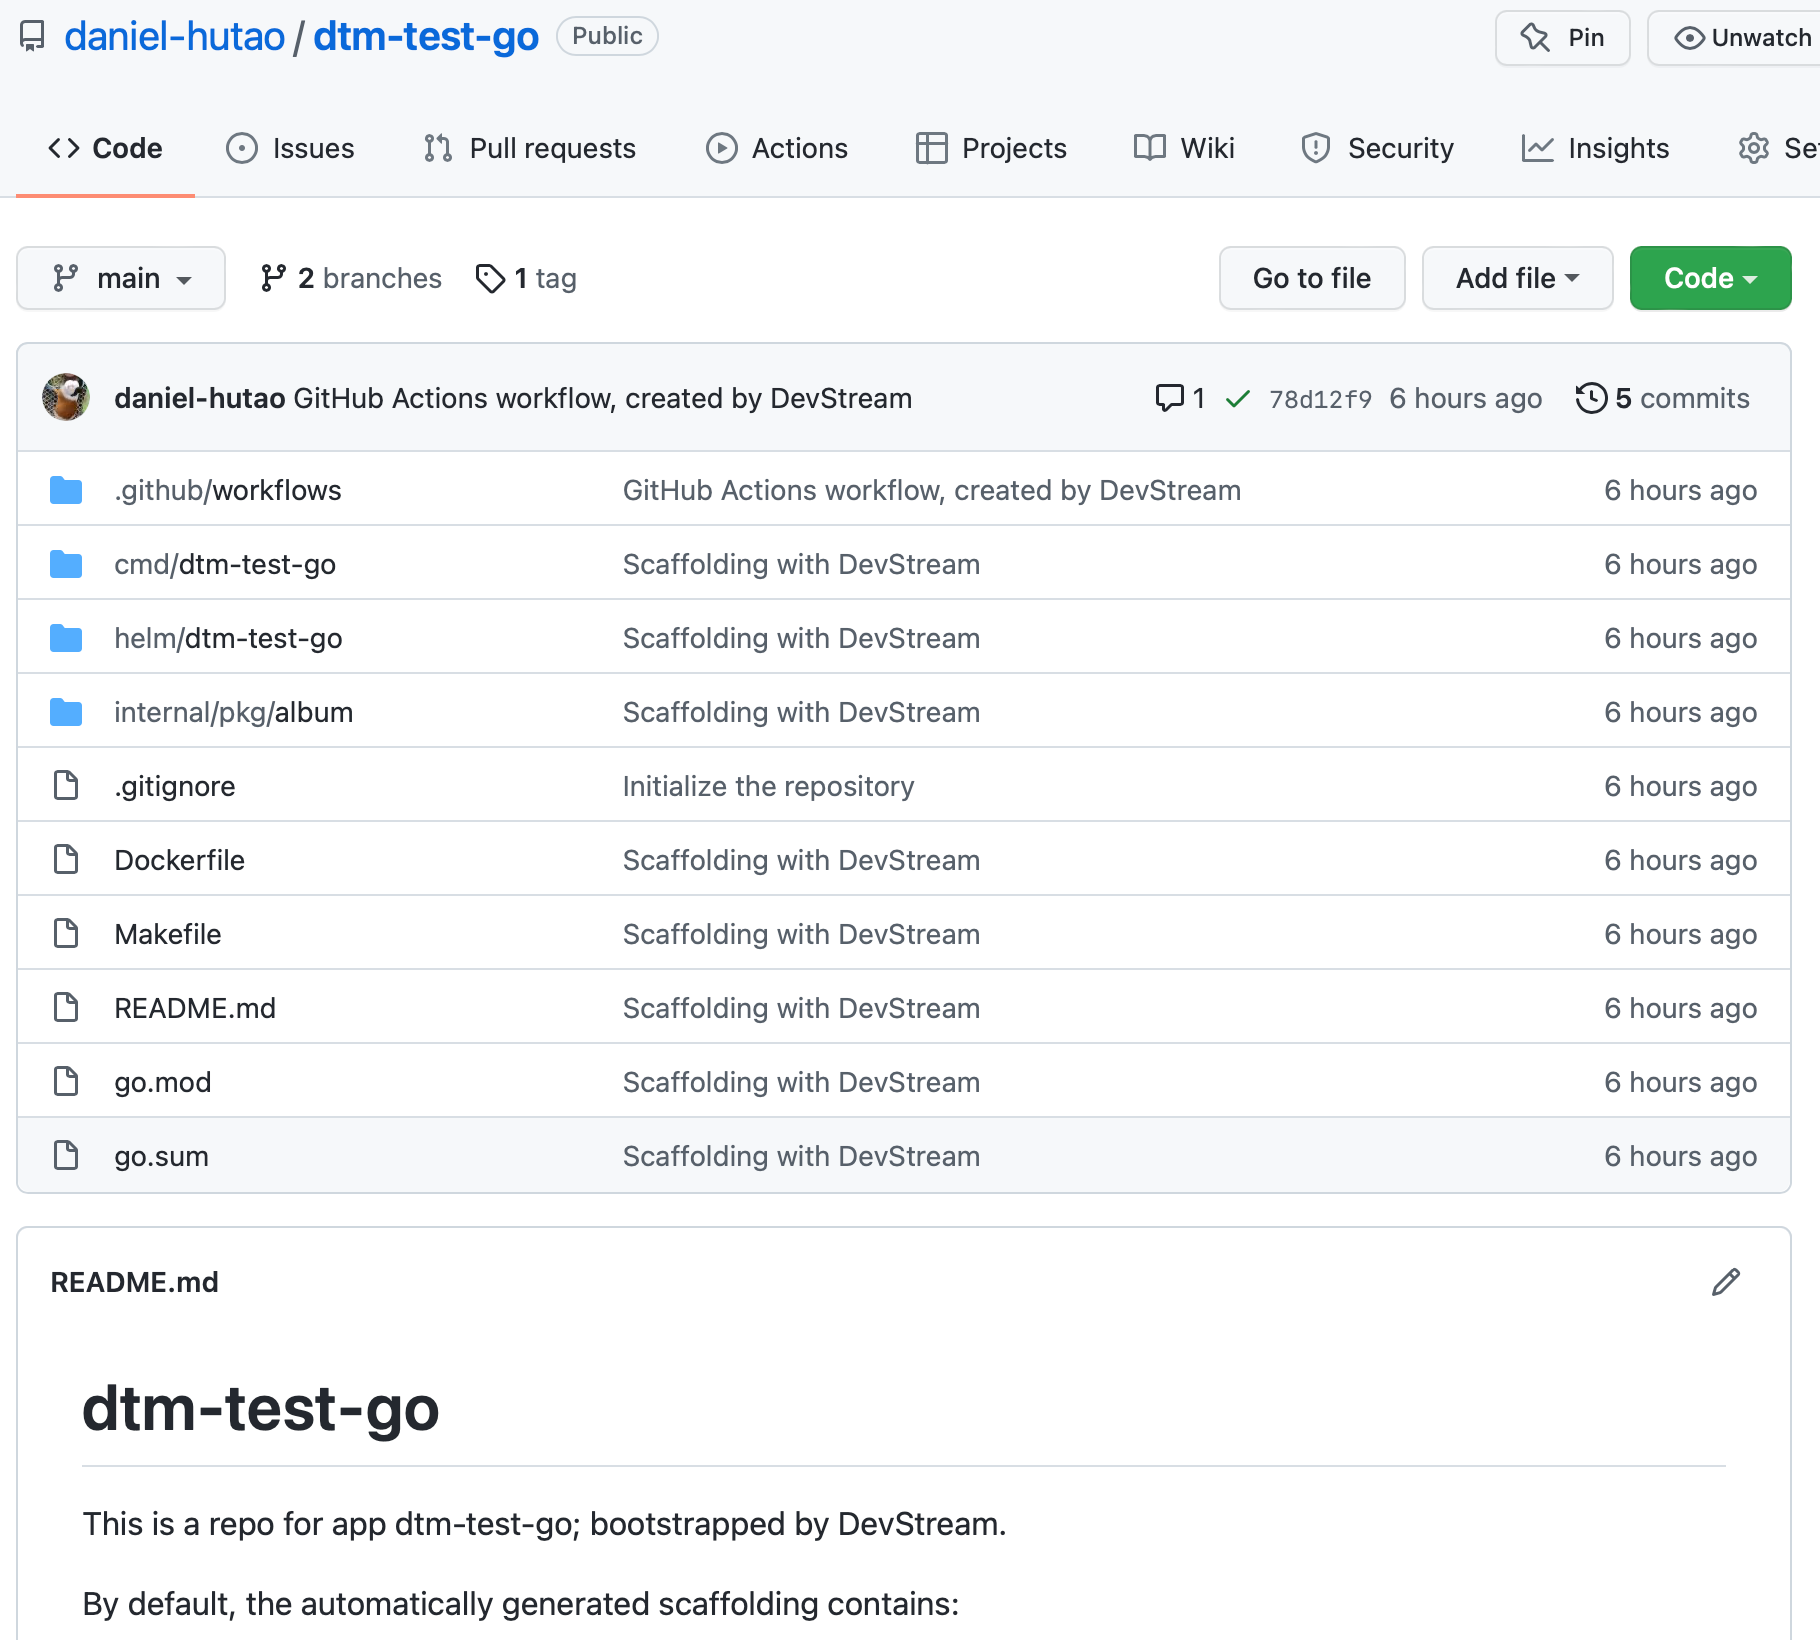 daniel-hutao / dtm-test-go Public Pin Unwatch
Code Issues Pull requests Actions Projects Wiki Security Insights
main 2 branches 1 tag Go to file Add file Code
daniel-hutao GitHub Actions workflow, created by DevStream 1 78d12f9 6 hours ago 5 commits
.github/workflows GitHub Actions workflow, created by DevStream 6 hours ago
cmd/dtm-test-go Scaffolding with DevStream 6 hours ago
helm/dtm-test-go Scaffolding with DevStream 6 hours ago
internal/pkg/album Scaffolding with DevStream 6 hours ago
.gitignore Initialize the repository 6 hours ago
Dockerfile Scaffolding with DevStream 6 hours ago
Makefile Scaffolding with DevStream 6 hours ago
README.md Scaffolding with DevStream 6 hours ago
go.mod Scaffolding with DevStream 6 hours ago
go.sum Scaffolding with DevStream 6 hours ago
README.md
dtm-test-go
This is a repo for app dtm-test-go; bootstrapped by DevStream.
By default, the automatically generated scaffolding contains: